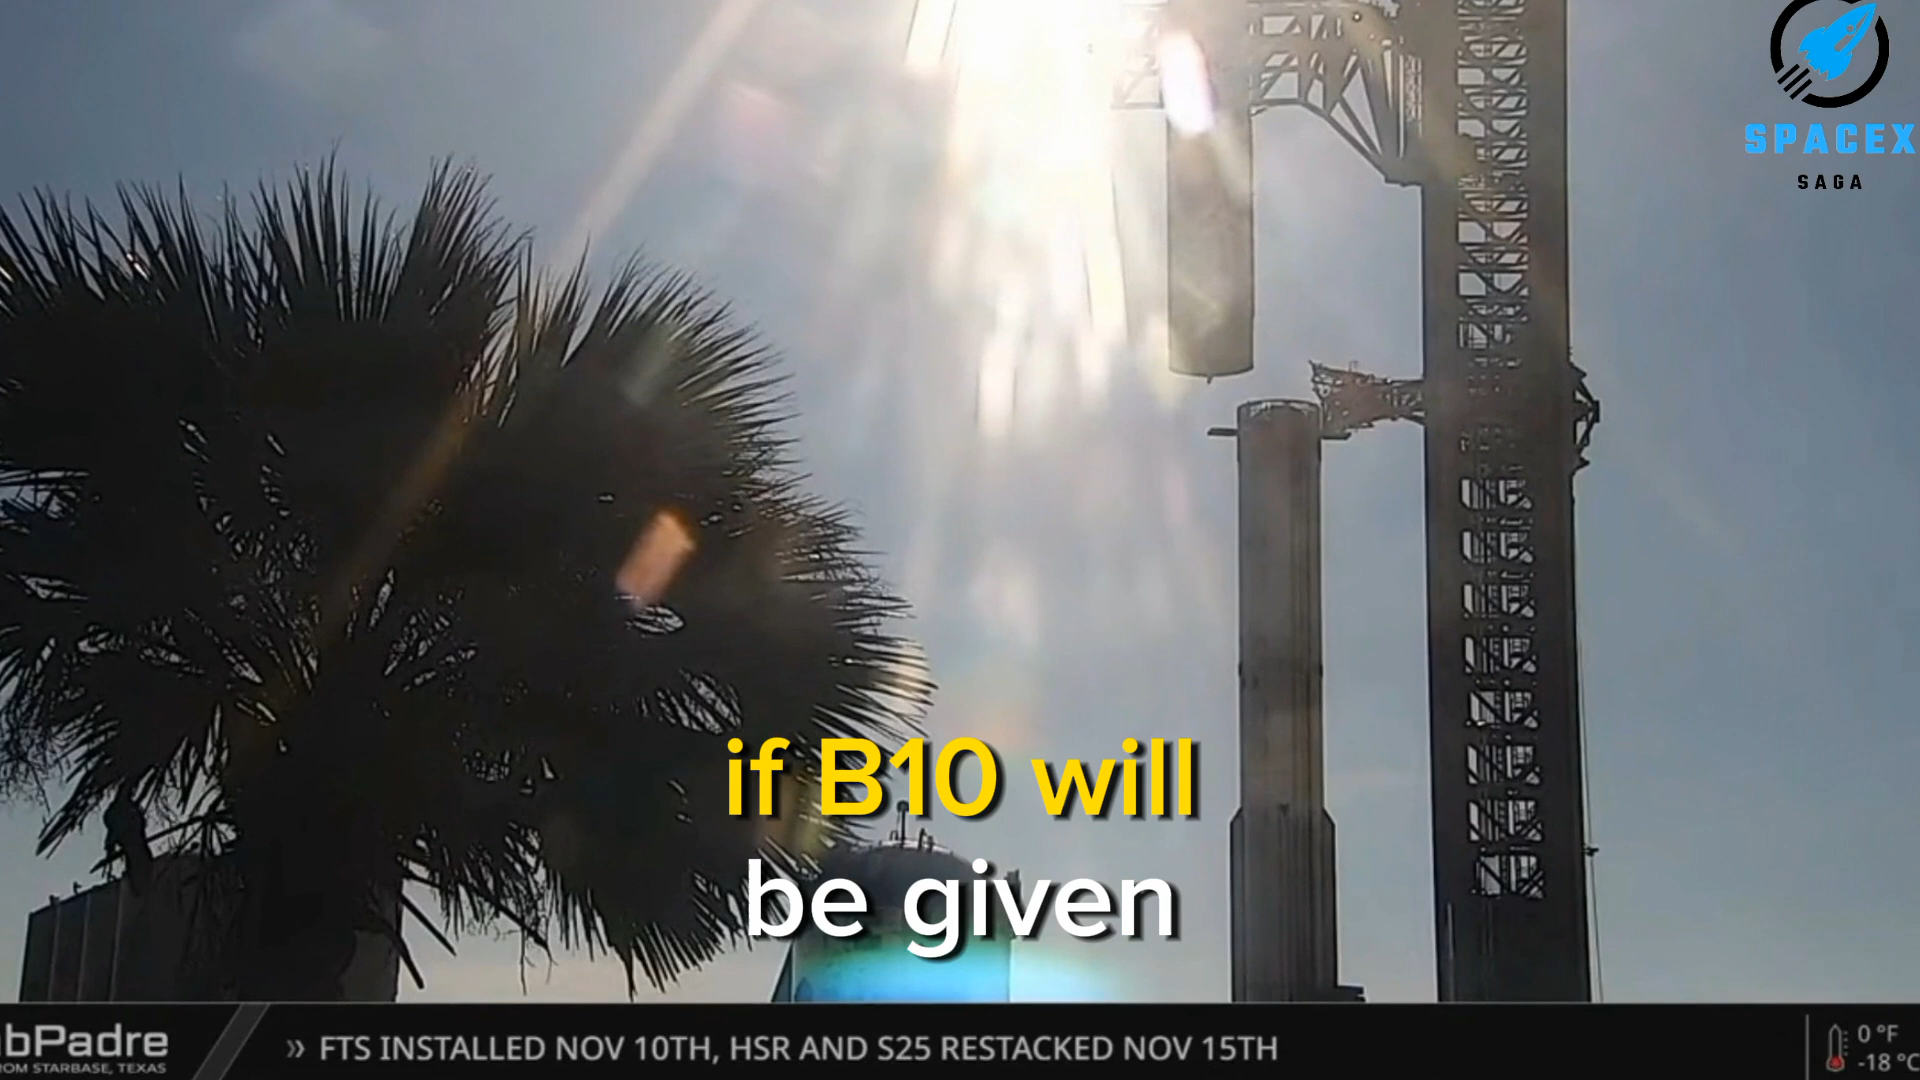 SPACEX
SAGA
if B10 will
be given
bPadre
OM STARBASE, TEXAS
» FTS INSTALLED NOV 10TH, HSR AND S25 RESTACKED NOV 15TH
0 °F
-18 °C